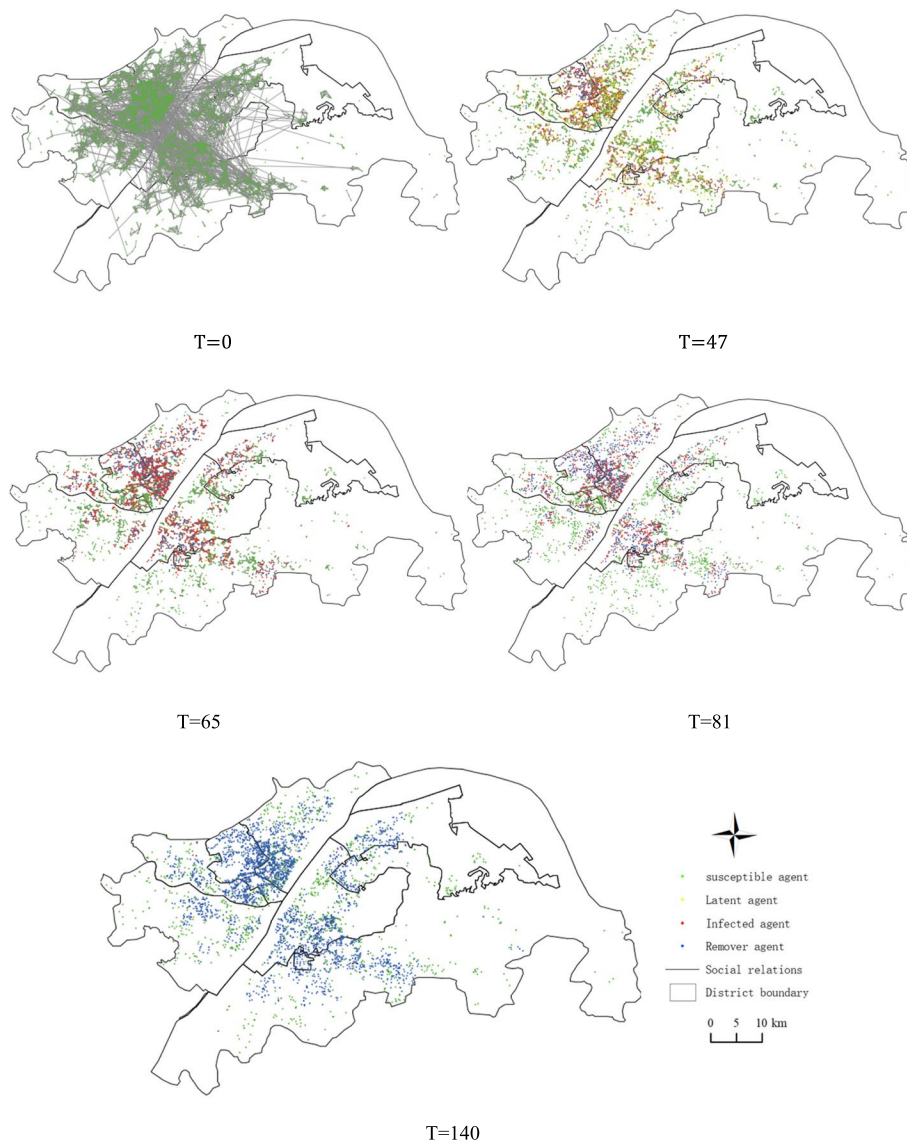 T=0
T=47
T=65
T=81
susceptible agent
Latent agent
Infected agent
Remover agent
Social relations
District boundary
0 5 10 km
T=140